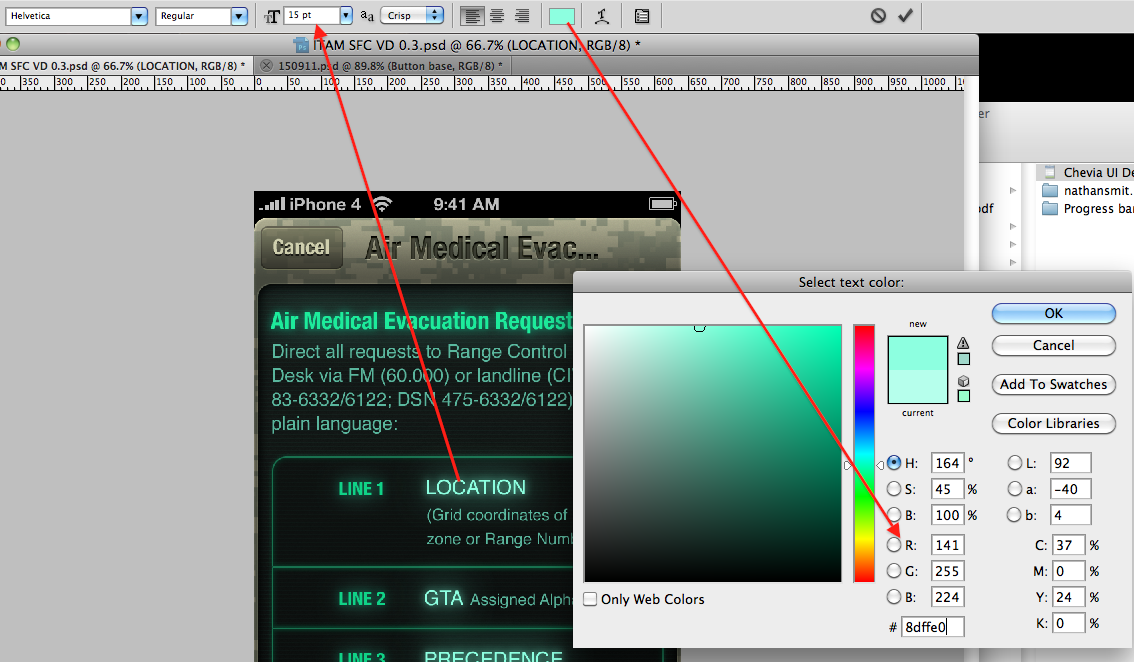 Helvetica Regular T 15 pt aa Crisp
ITAM SFC VD 0.3.psd @ 66.7% (LOCATION, RGB/8) *
M SFC VD 0.3.psd @ 66.7% (LOCATION, RGB/8) * 150911.psd @ 89.8% (Button base, RGB/8) *
350 300 250 200 150 100 50 0 50 100 150 200 250 300 350 400 450 500 550 600 650 700 750 800 850 900 950 1000
er
Chevia UI De
nathansmit.
df Progress bar
iPhone 4 9:41 AM
Cancel Air Medical Evac...
Select text color:
Air Medical Evacuation Request
Direct all requests to Range Control
Desk via FM (60.000) or landline (CI
83-6332/6122; DSN 475-6332/6122)
plain language:
LINE 1 LOCATION
(Grid coordinates of
zone or Range Num
LINE 2 GTA Assigned Alpha
LINE 3 PRECEDENCE
new
current
OK
Cancel
Add To Swatches
Color Libraries
H: 164 ° L: 92
S: 45 % a: -40
B: 100 % b: 4
R: 141 C: 37 %
G: 255 M: 0 %
B: 224 Y: 24 %
Only Web Colors
# 8dffe0 K: 0 %